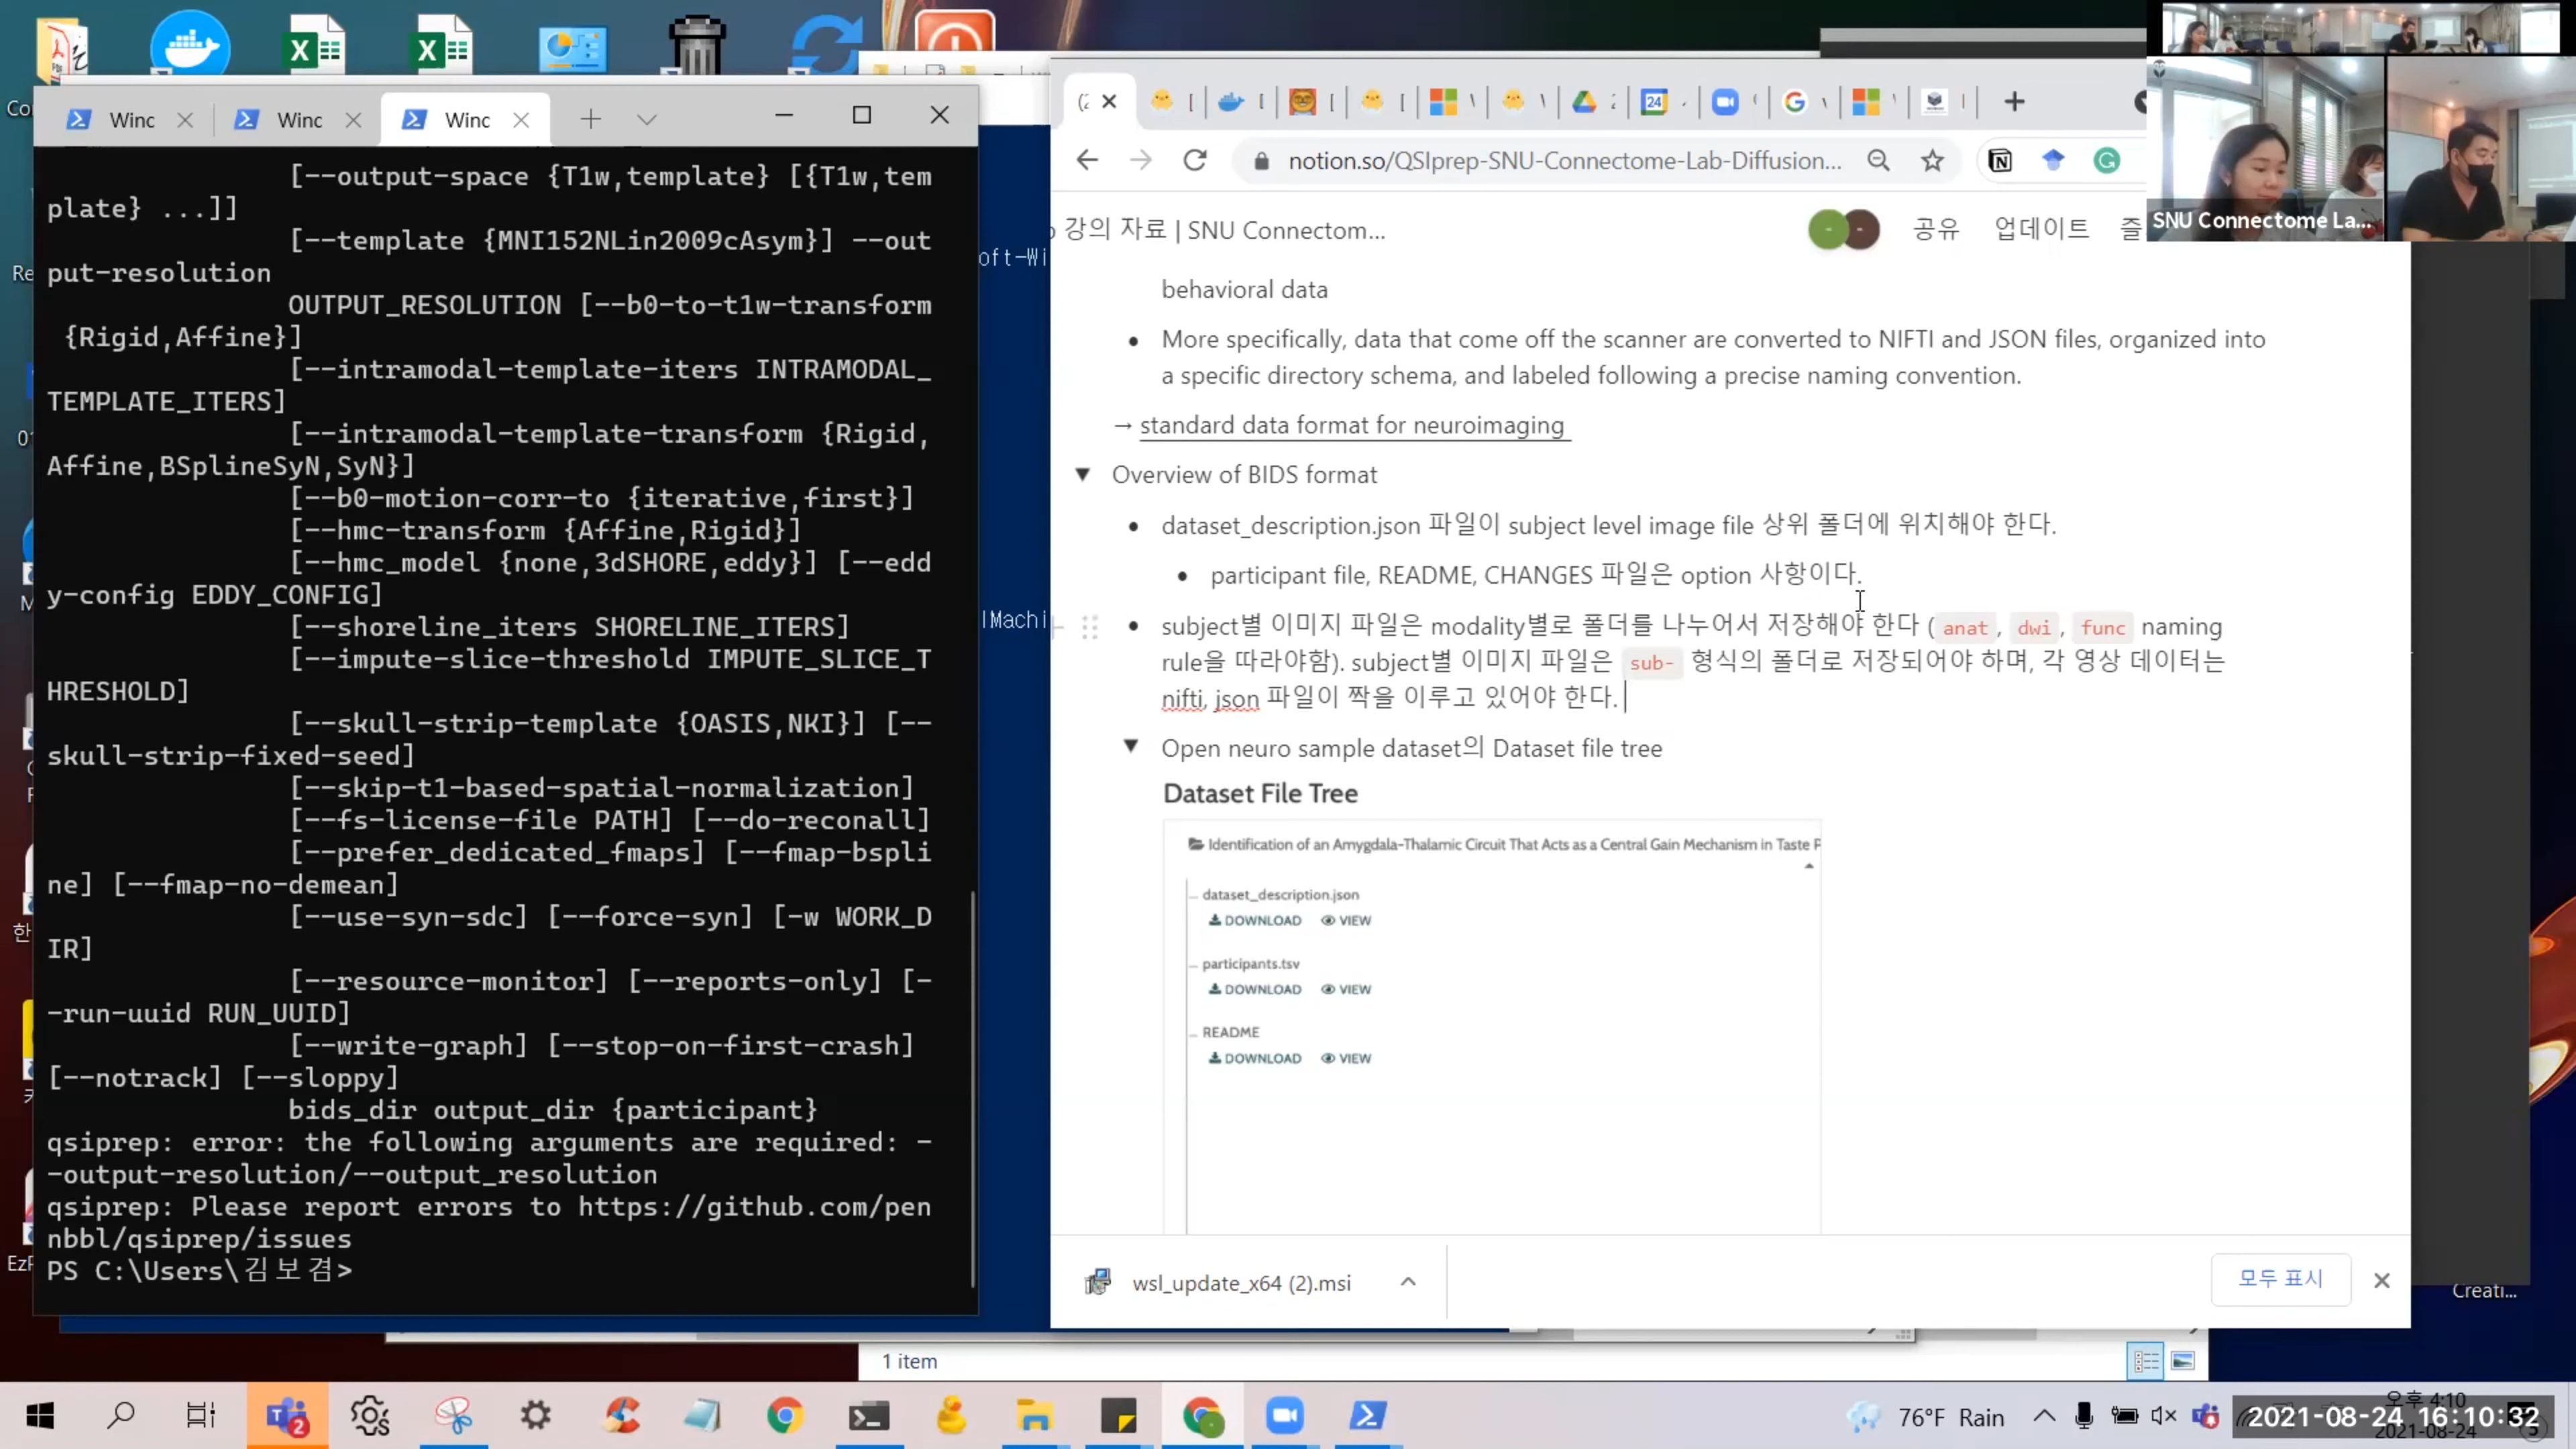 Winc
Winc
Winc
[--output-space {T1w,template} [{T1w,tem
plate} ...]]
[--template {MNI152NLin2009cAsym}] --out
put-resolution
OUTPUT_RESOLUTION [--b0-to-t1w-transform
{Rigid,Affine}]
[--intramodal-template-iters INTRAMODAL_
TEMPLATE_ITERS]
[--intramodal-template-transform {Rigid,
Affine,BSplineSyN,SyN}]
[--b0-motion-corr-to {iterative,first}]
[--hmc-transform {Affine,Rigid}]
[--hmc_model {none,3dSHORE,eddy}] [--edd
y-config EDDY_CONFIG]
[--shoreline_iters SHORELINE_ITERS]
[--impute-slice-threshold IMPUTE_SLICE_T
HRESHOLD]
[--skull-strip-template {OASIS,NKI}] [--
skull-strip-fixed-seed]
[--skip-t1-based-spatial-normalization]
[--fs-license-file PATH] [--do-reconall]
[--prefer_dedicated_fmaps] [--fmap-bspli
ne] [--fmap-no-demean]
[--use-syn-sdc] [--force-syn] [-w WORK_D
IR]
[--resource-monitor] [--reports-only] [-
-run-uuid RUN_UUID]
[--write-graph] [--stop-on-first-crash]
[--notrack] [--sloppy]
bids_dir output_dir {participant}
qsiprep: error: the following arguments are required: -
-output-resolution/--output_resolution
qsiprep: Please report errors to https://github.com/pen
nbbl/qsiprep/issues
PS C:\Users\김보겸>
oft-Wi
lMachi
notion.so/QSIprep-SNU-Connectome-Lab-Diffusion...
강의 자료 | SNU Connectom...
공유 업데이트 즐
SNU Connectome La...
behavioral data
• More specifically, data that come off the scanner are converted to NIFTI and JSON files, organized into
a specific directory schema, and labeled following a precise naming convention.
→ standard data format for neuroimaging
▼ Overview of BIDS format
• dataset_description.json 파일이 subject level image file 상위 폴더에 위치해야 한다.
• participant file, README, CHANGES 파일은 option 사항이다.
• subject별 이미지 파일은 modality별로 폴더를 나누어서 저장해야 한다 ( anat , dwi , func naming
rule을 따라야함). subject별 이미지 파일은 sub- 형식의 폴더로 저장되어야 하며, 각 영상 데이터는
nifti, json 파일이 짝을 이루고 있어야 한다.
▼ Open neuro sample dataset의 Dataset file tree
Dataset File Tree
Identification of an Amygdala-Thalamic Circuit That Acts as a Central Gain Mechanism in Taste P
dataset_description.json
DOWNLOAD VIEW
participants.tsv
DOWNLOAD VIEW
README
DOWNLOAD VIEW
wsl_update_x64 (2).msi
모두 표시
Creati...
1 item
76°F Rain
오후 4:10
2021-08-24 16:10:32
2021-08-24